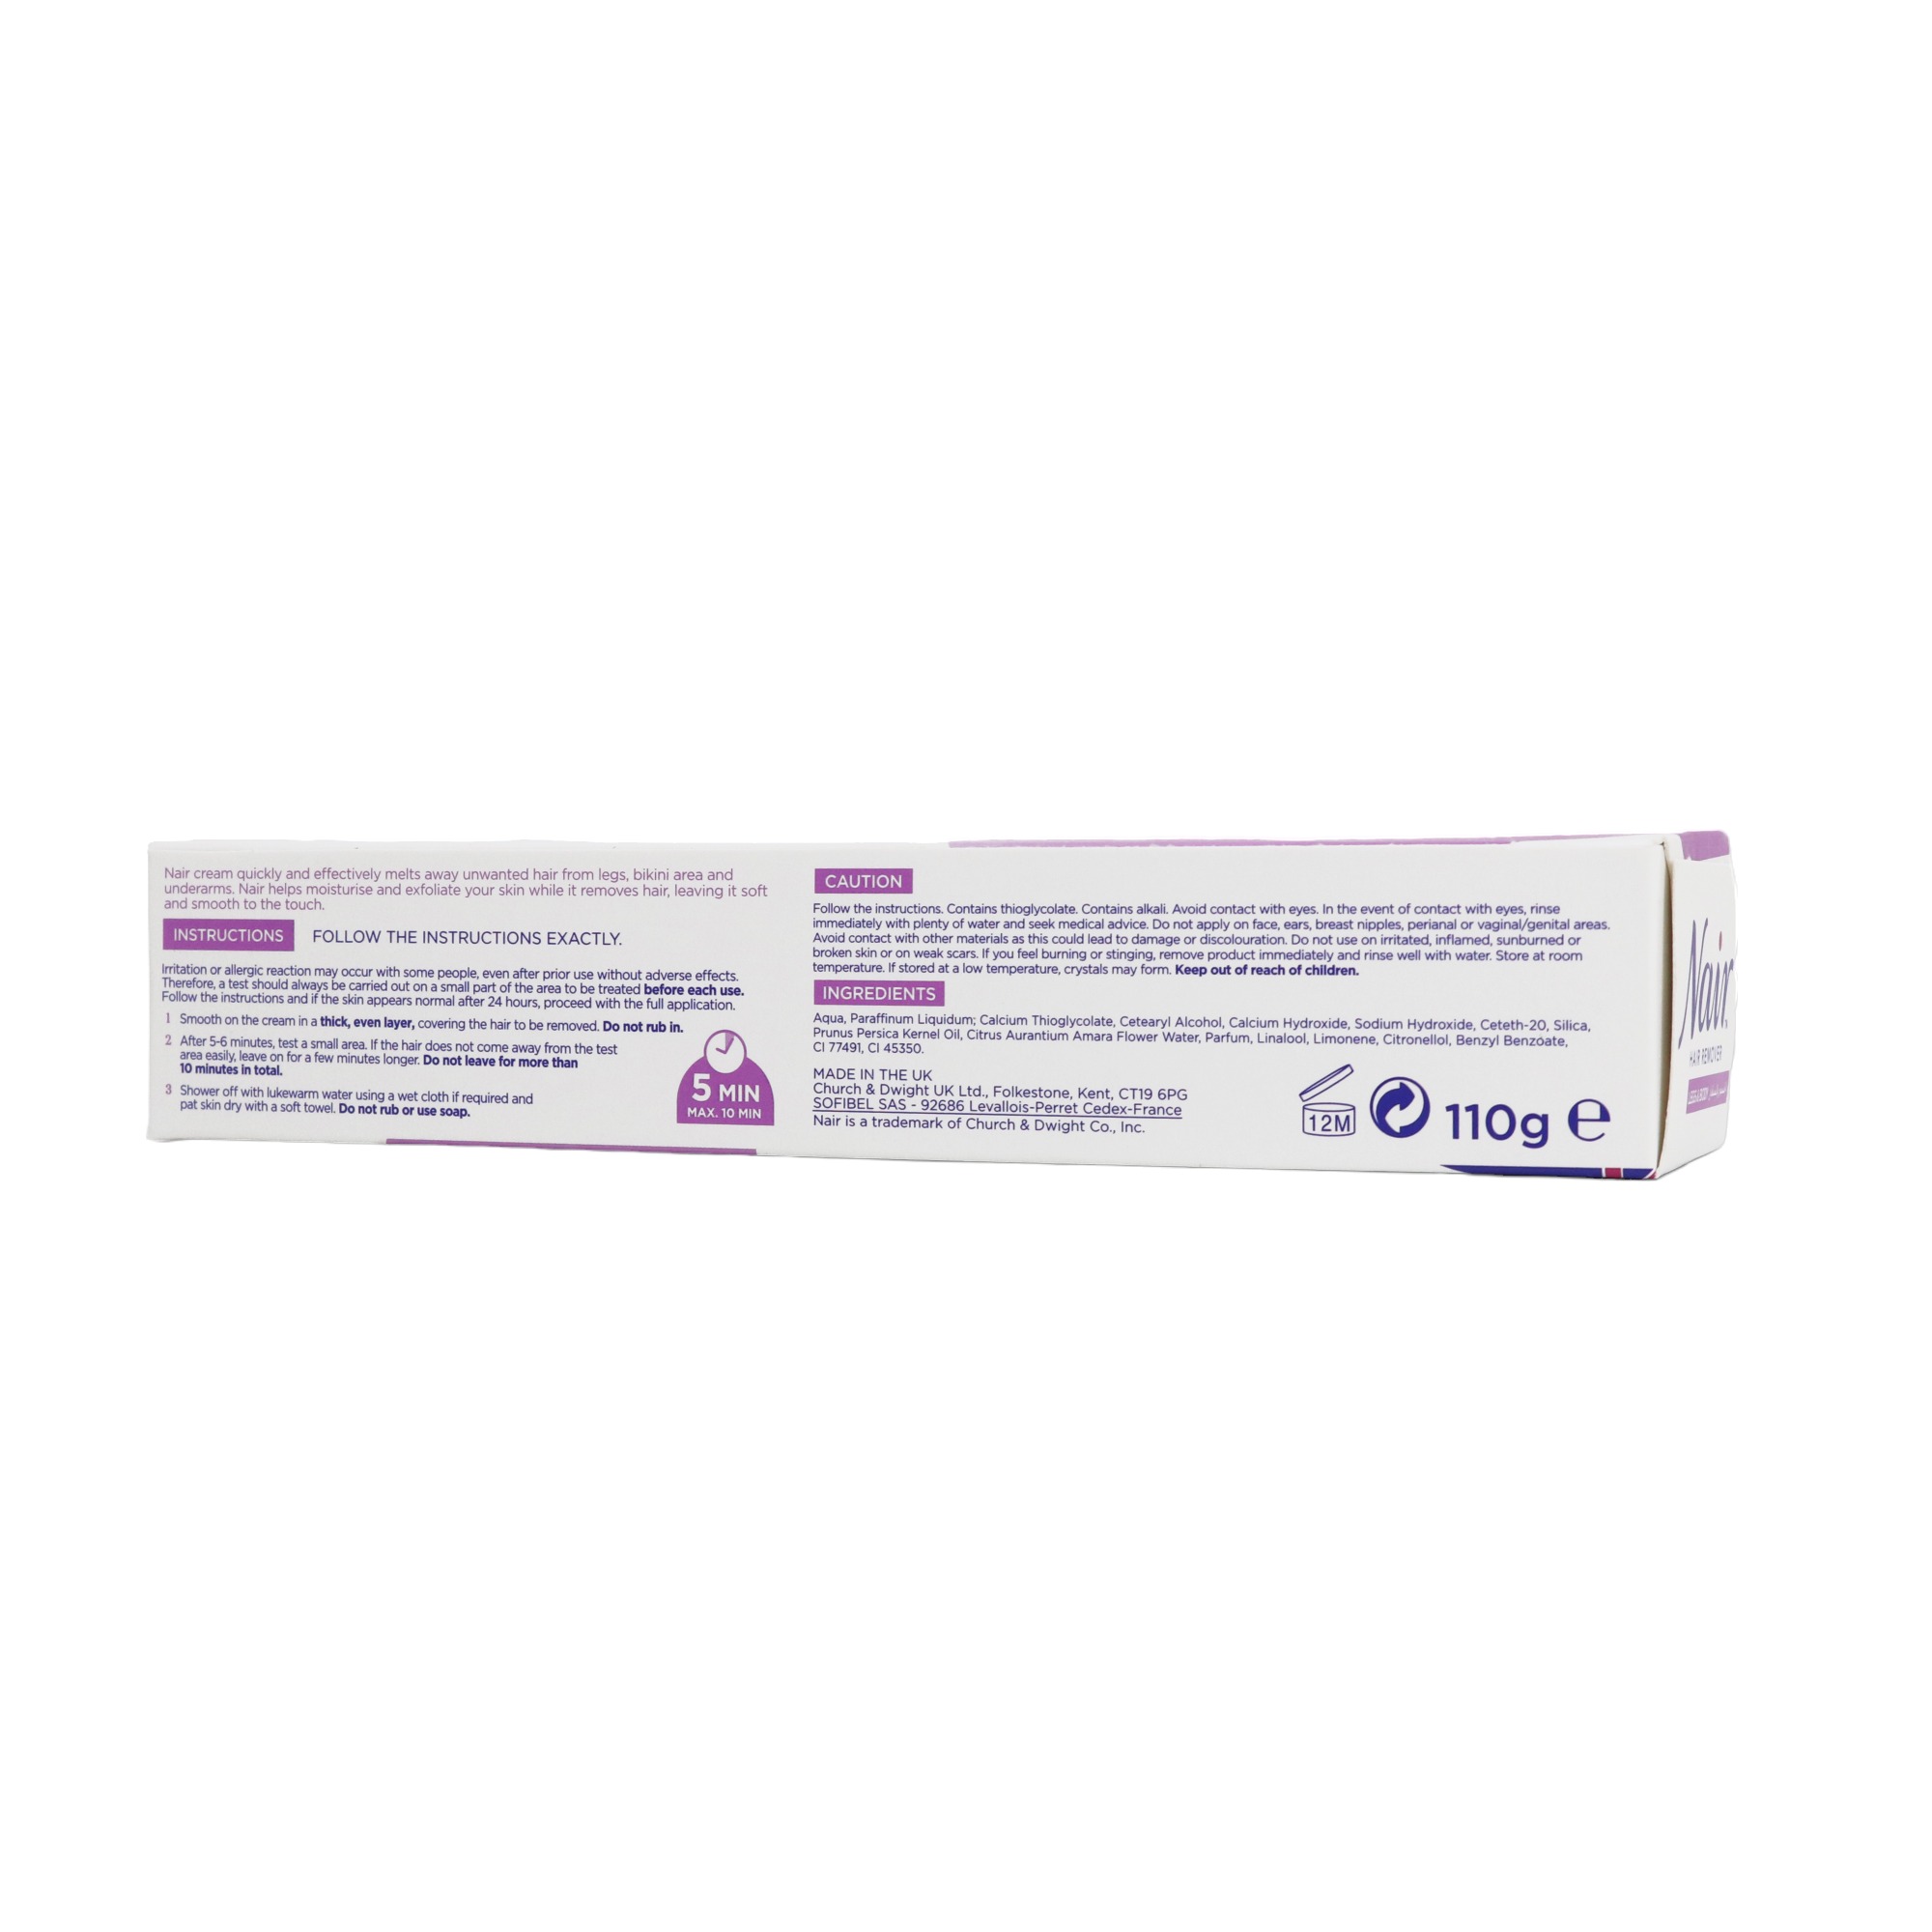 Nair cream quickly and effectively melts away unwanted hair from legs, bikini area and
underarms. Nair helps moisturise and exfoliate your skin while it removes hair, leaving it soft
and smooth to the touch.
INSTRUCTIONS FOLLOW THE INSTRUCTIONS EXACTLY.
Irritation or allergic reaction may occur with some people, even after prior use without adverse effects.
Therefore, a test should always be carried out on a small part of the area to be treated before each use.
Follow the instructions and if the skin appears normal after 24 hours, proceed with the full application.
1 Smooth on the cream in a thick, even layer, covering the hair to be removed. Do not rub in.
2 After 5-6 minutes, test a small area. If the hair does not come away from the test
area easily, leave on for a few minutes longer. Do not leave for more than
10 minutes in total.
3 Shower off with lukewarm water using a wet cloth if required and
pat skin dry with a soft towel. Do not rub or use soap.
5 MIN
MAX. 10 MIN
CAUTION
Follow the instructions. Contains thioglycolate. Contains alkali. Avoid contact with eyes. In the event of contact with eyes, rinse
immediately with plenty of water and seek medical advice. Do not apply on face, ears, breast nipples, perianal or vaginal/genital areas.
Avoid contact with other materials as this could lead to damage or discolouration. Do not use on irritated, inflamed, sunburned or
broken skin or on weak scars. If you feel burning or stinging, remove product immediately and rinse well with water. Store at room
temperature. If stored at a low temperature, crystals may form. Keep out of reach of children.
INGREDIENTS
Aqua, Paraffinum Liquidum; Calcium Thioglycolate, Cetearyl Alcohol, Calcium Hydroxide, Sodium Hydroxide, Ceteth-20, Silica,
Prunus Persica Kernel Oil, Citrus Aurantium Amara Flower Water, Parfum, Linalool, Limonene, Citronellol, Benzyl Benzoate,
CI 77491, CI 45350.
MADE IN THE UK
Church & Dwight UK Ltd., Folkestone, Kent, CT19 6PG
SOFIBEL SAS - 92686 Levallois-Perret Cedex-France
Nair is a trademark of Church & Dwight Co., Inc.
12M
110g e
Nair
HAIR REMOVER
LEGS & BODY